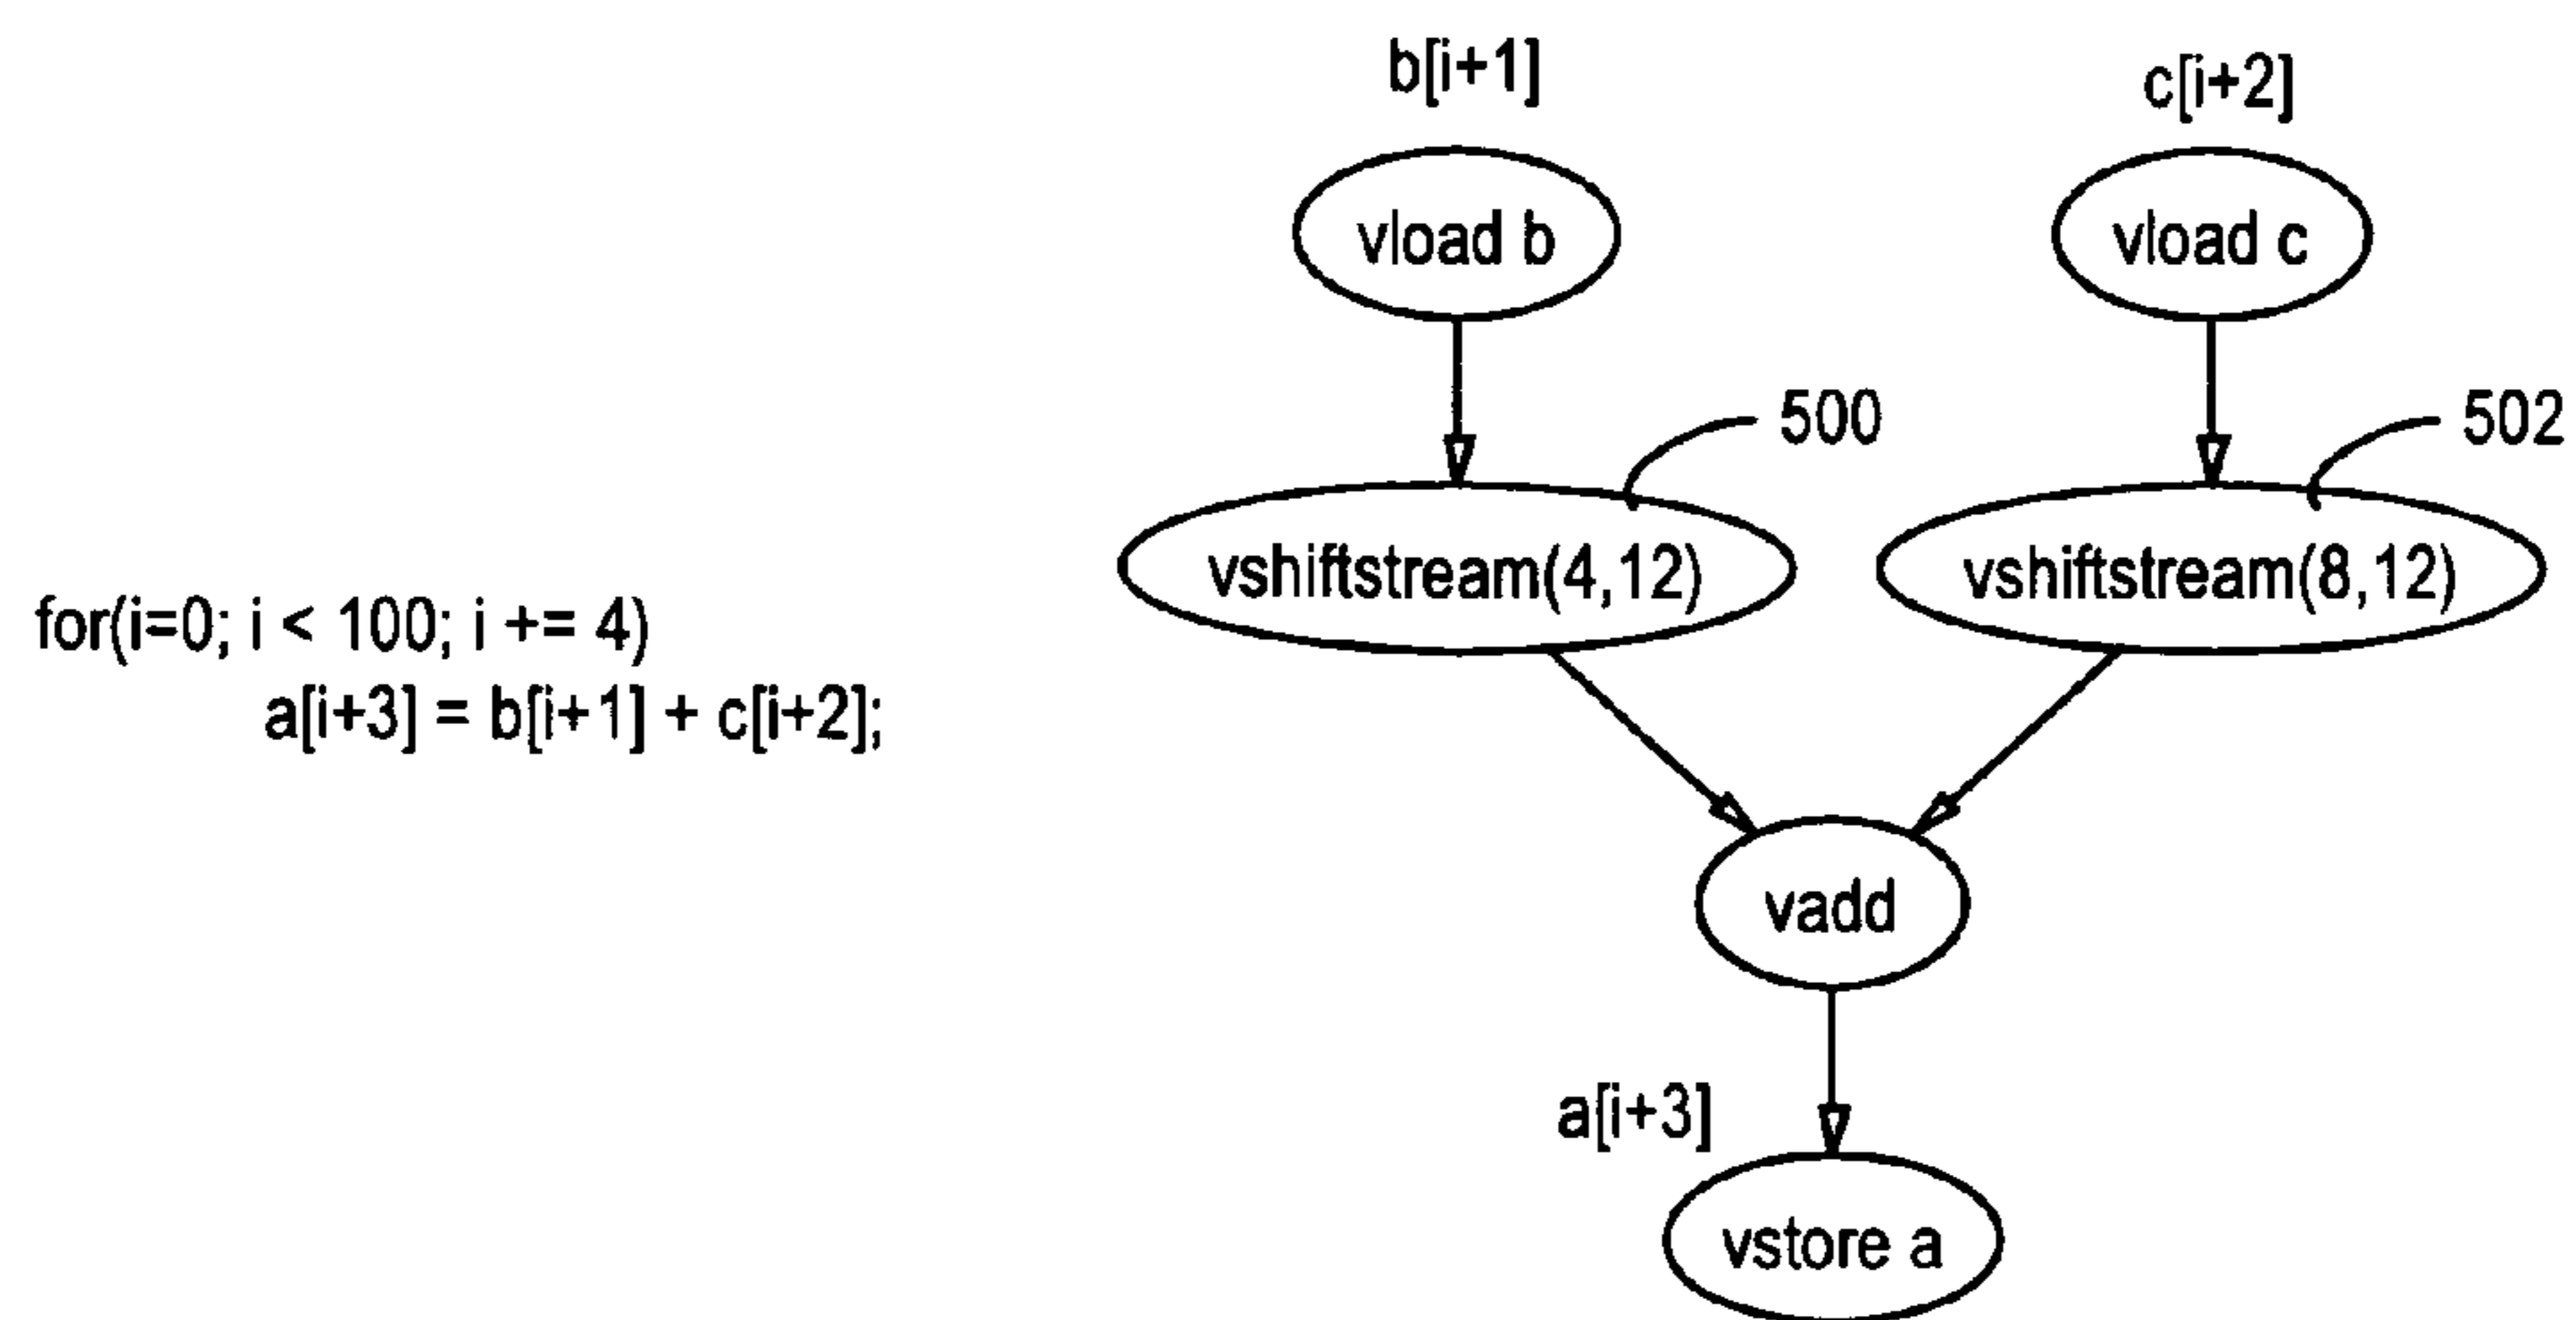 b[i+1]
c[i+2]
vload b
vload c
500
502
vshiftstream(4,12)
vshiftstream(8,12)
for(i=0; i < 100; i += 4)
a[i+3] = b[i+1] + c[i+2];
vadd
a[i+3]
vstore a